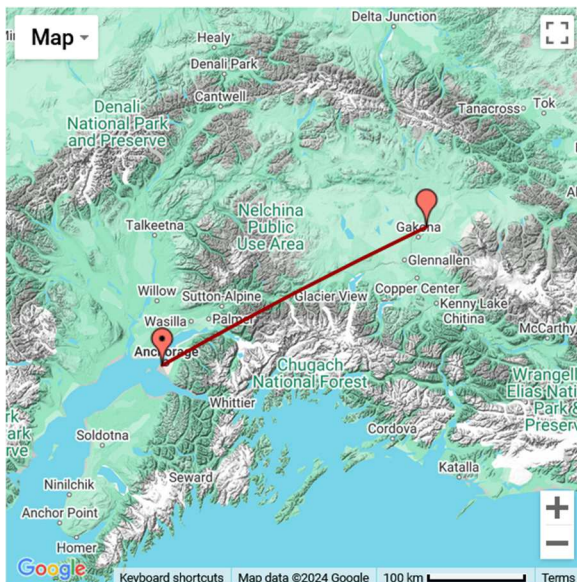 Map
Delta Junction
Healy
Denali Park
Cantwell
Denali
National Park
and Preserve
Tanacross
Tok
Nelchina
Public
Use Area
Talkeetna
Gakona
Glennallen
Willow
Sutton-Alpine
Glacier View
Copper Center
Kenny Lake
Wasilla
Palmer
Chitina
McCarthy
Anchorage
Chugach
National Forest
Wrangell
Elias Nati
Park &
Preserv
Whittier
Soldotna
Cordova
Katalla
Seward
Ninilchik
Anchor Point
Homer
Google
Keyboard shortcuts
Map data ©2024 Google
100 km
Terms